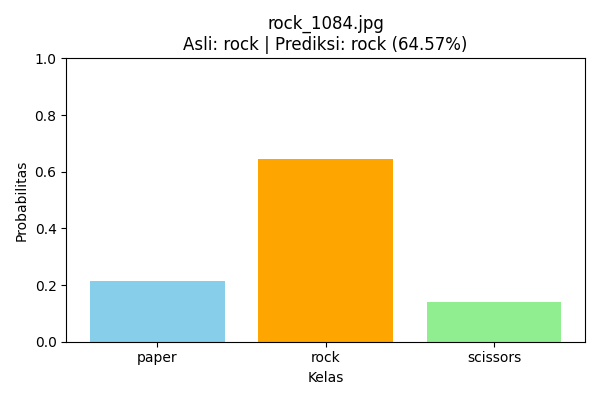 rock_1084.jpg
Asli: rock | Prediksi: rock (64.57%)
1.0
0.8
0.6
0.4
0.2
0.0
Probabilitas
paper
rock
scissors
Kelas